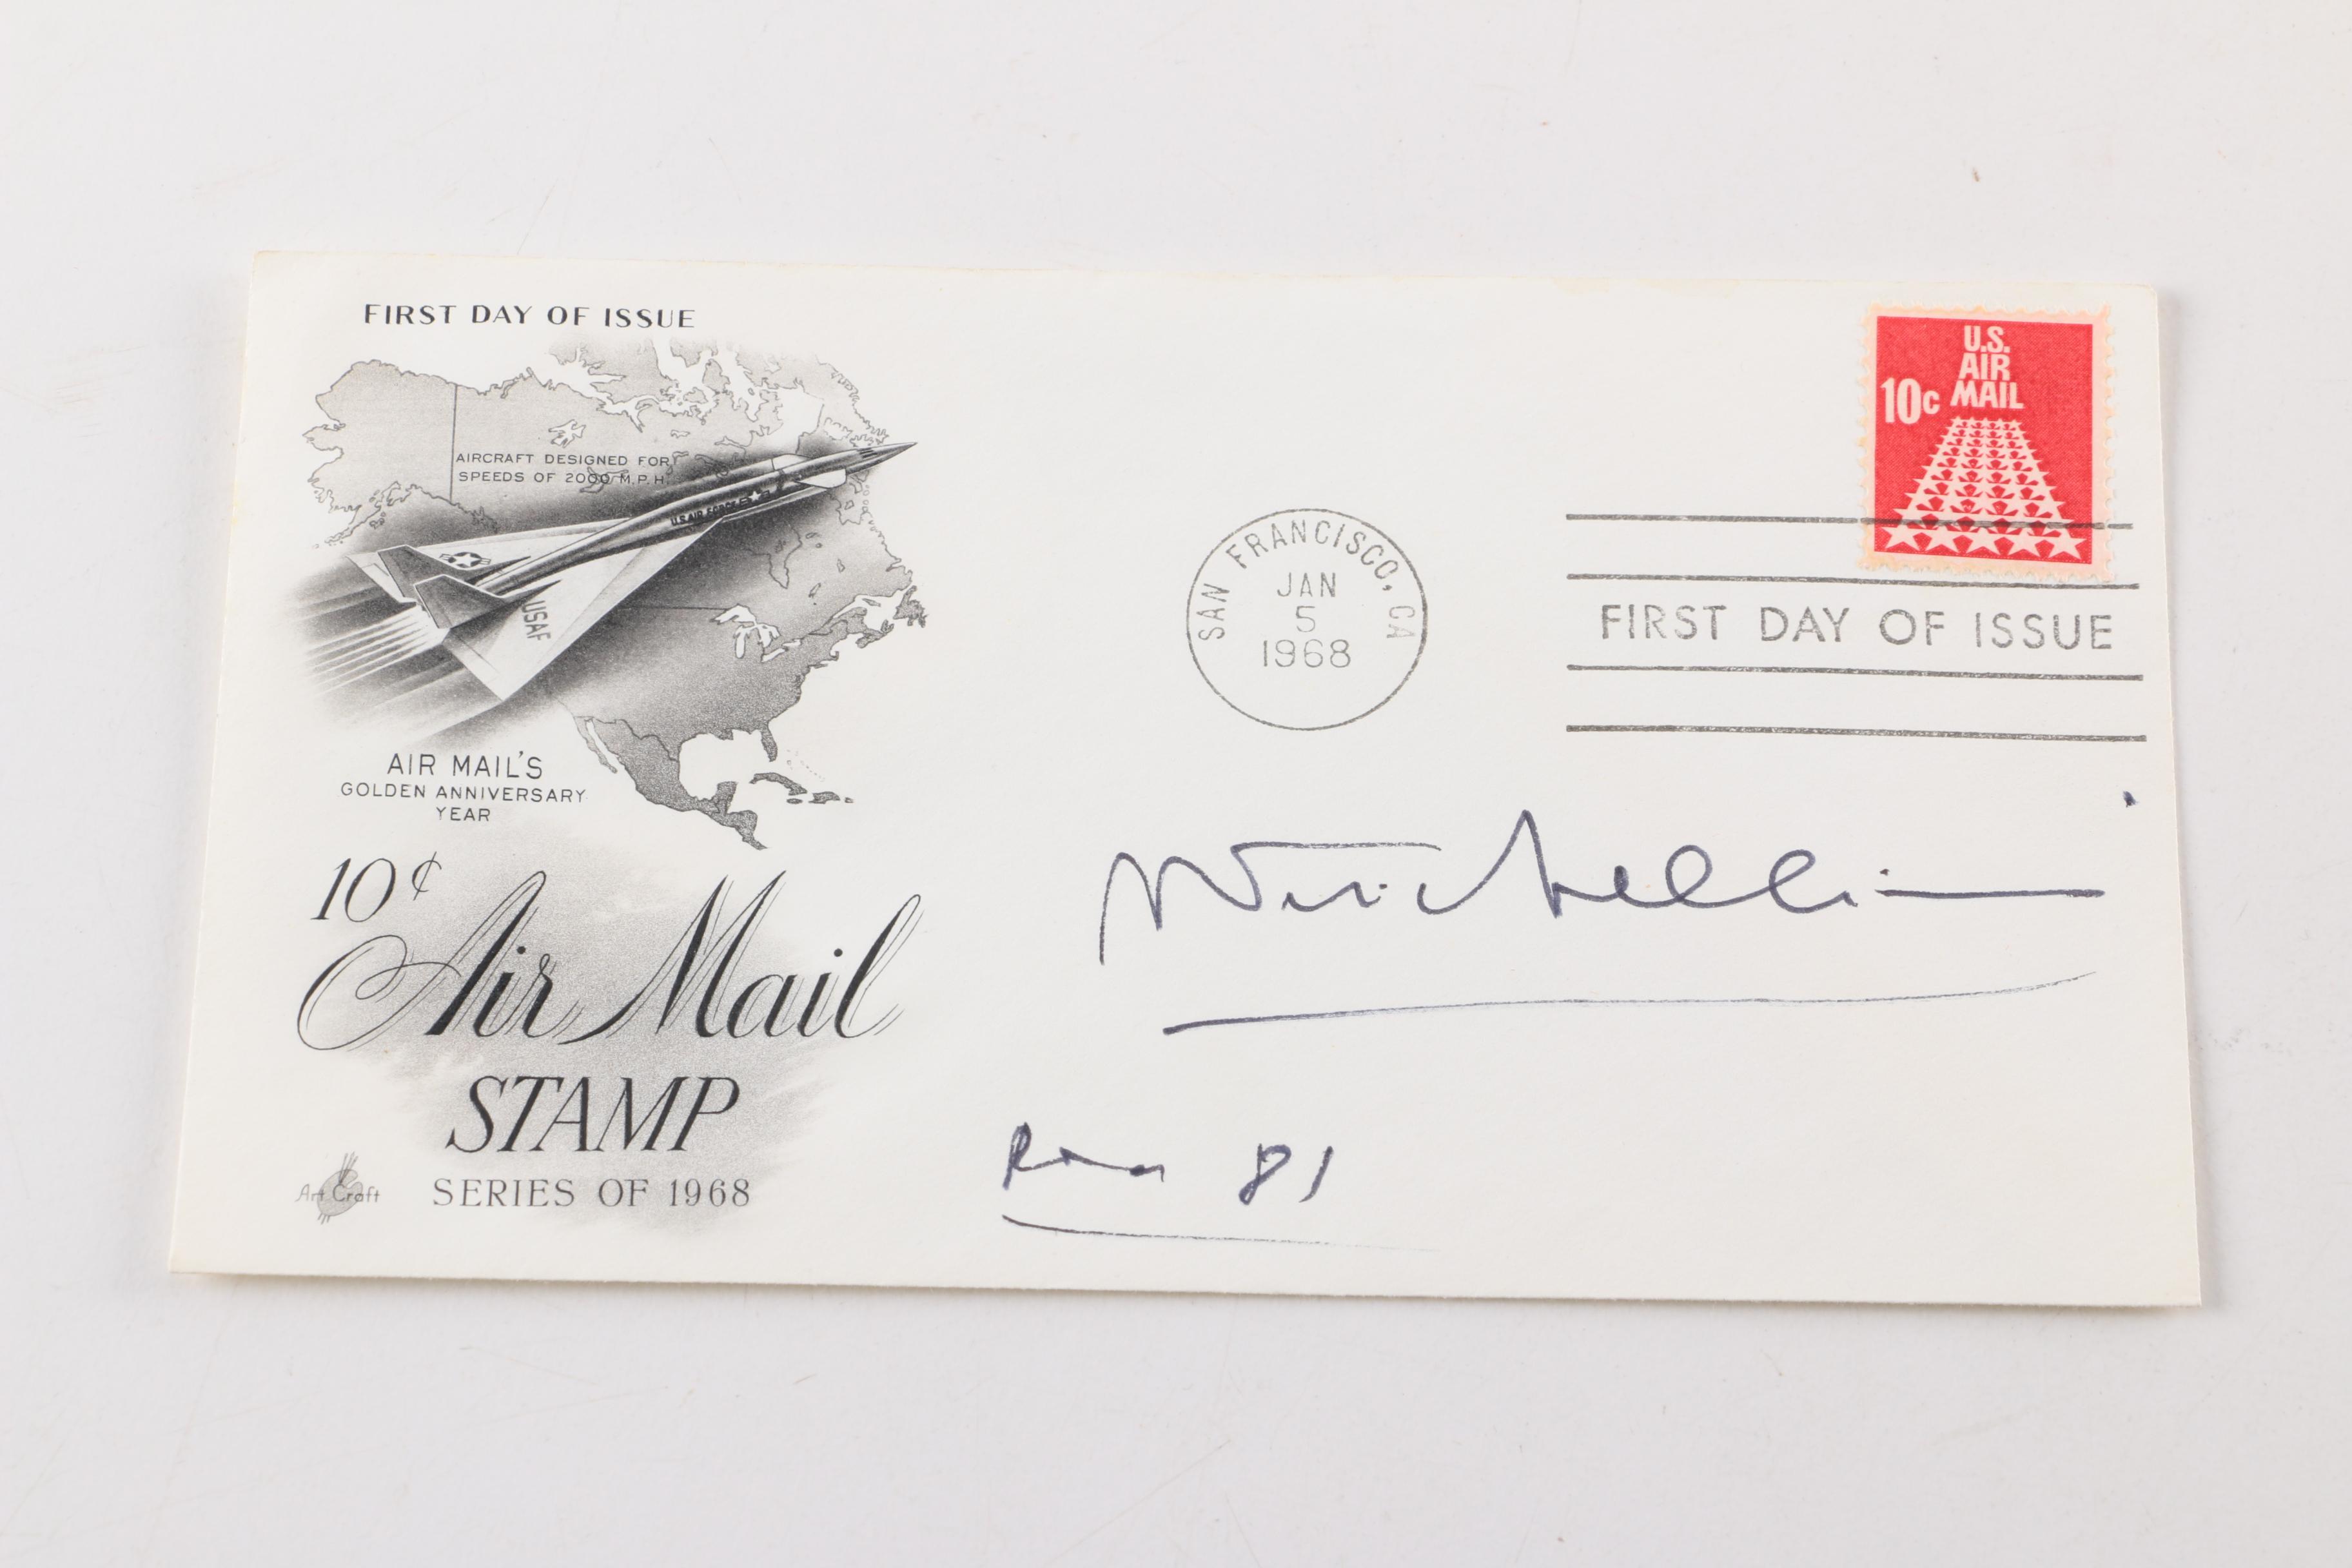 FIRST DAY OF ISSUE
AIRCRAFT DESIGNED FOR
SPEEDS OF 2000 M.P.H.
U.S. AIR FORCE
USAF
AIR MAIL'S
GOLDEN ANNIVERSARY
YEAR
10¢
Air Mail
STAMP
SERIES OF 1968
Art Craft
U.S.
AIR
MAIL
10c
SAN FRANCISCO, CA
JAN
5
1968
FIRST DAY OF ISSUE
81